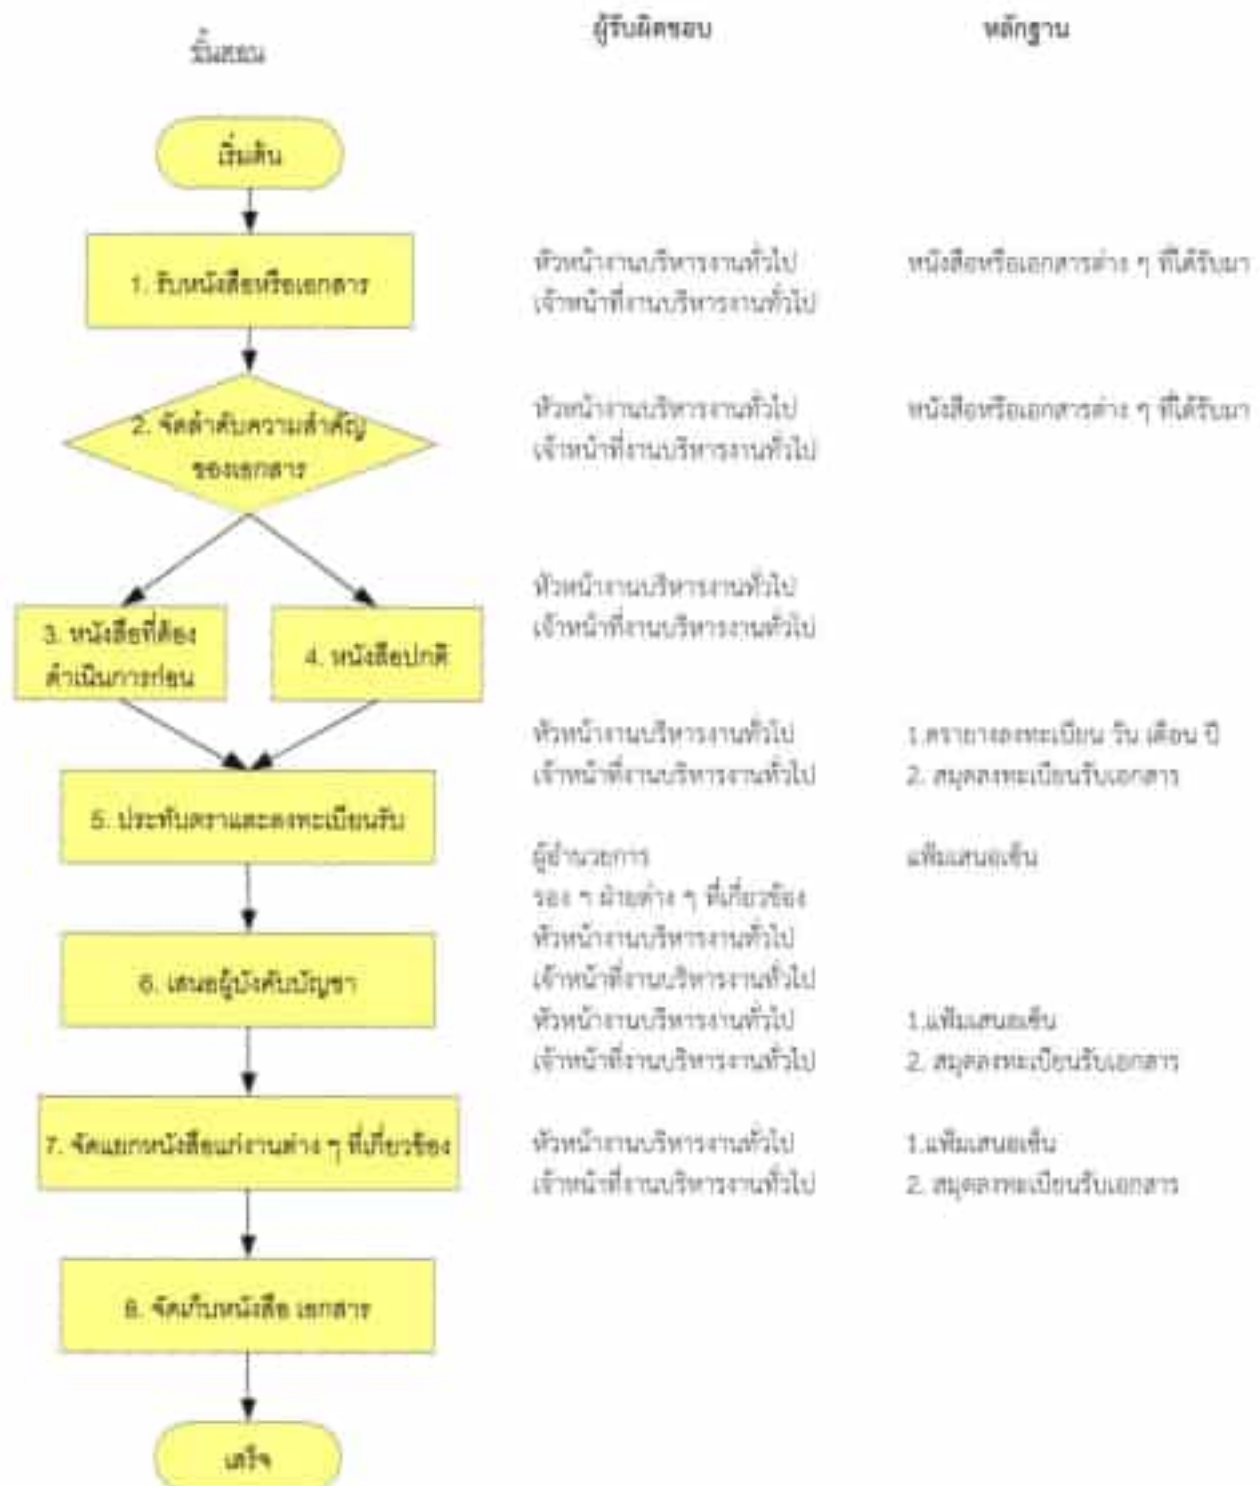 ขั้นตอน
ผู้รับผิดชอบ
หลักฐาน
เริ่มต้น
1. รับหนังสือหรือเอกสาร
หัวหน้างานบริหารงานทั่วไป
เจ้าหน้าที่งานบริหารงานทั่วไป
หนังสือหรือเอกสารต่าง ๆ ที่ได้รับมา
2. จัดลำดับความสำคัญ
ของเอกสาร
หัวหน้างานบริหารงานทั่วไป
เจ้าหน้าที่งานบริหารงานทั่วไป
หนังสือหรือเอกสารต่าง ๆ ที่ได้รับมา
3. หนังสือที่ต้อง
ดำเนินการก่อน
4. หนังสือปกติ
หัวหน้างานบริหารงานทั่วไป
เจ้าหน้าที่งานบริหารงานทั่วไป
5. ประทับตราและลงทะเบียนรับ
หัวหน้างานบริหารงานทั่วไป
เจ้าหน้าที่งานบริหารงานทั่วไป
1.ตรายางลงทะเบียน วัน เดือน ปี
2. สมุดลงทะเบียนรับเอกสาร
6. เสนอผู้บังคับบัญชา
ผู้อำนวยการ
รอง ฯ ฝ่ายต่าง ๆ ที่เกี่ยวข้อง
หัวหน้างานบริหารงานทั่วไป
เจ้าหน้าที่งานบริหารงานทั่วไป
แฟ้มเสนอเซ็น
หัวหน้างานบริหารงานทั่วไป
เจ้าหน้าที่งานบริหารงานทั่วไป
1.แฟ้มเสนอเซ็น
2. สมุดลงทะเบียนรับเอกสาร
7. จัดแยกหนังสือแก่งานต่าง ๆ ที่เกี่ยวข้อง
หัวหน้างานบริหารงานทั่วไป
เจ้าหน้าที่งานบริหารงานทั่วไป
1.แฟ้มเสนอเซ็น
2. สมุดลงทะเบียนรับเอกสาร
8. จัดเก็บหนังสือ เอกสาร
เสร็จ